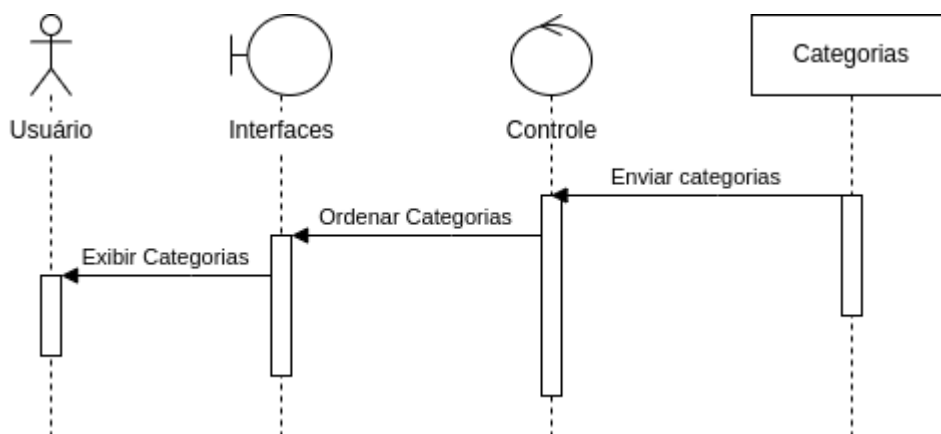 Categorias
Usuário
Interfaces
Controle
Enviar categorias
Ordenar Categorias
Exibir Categorias